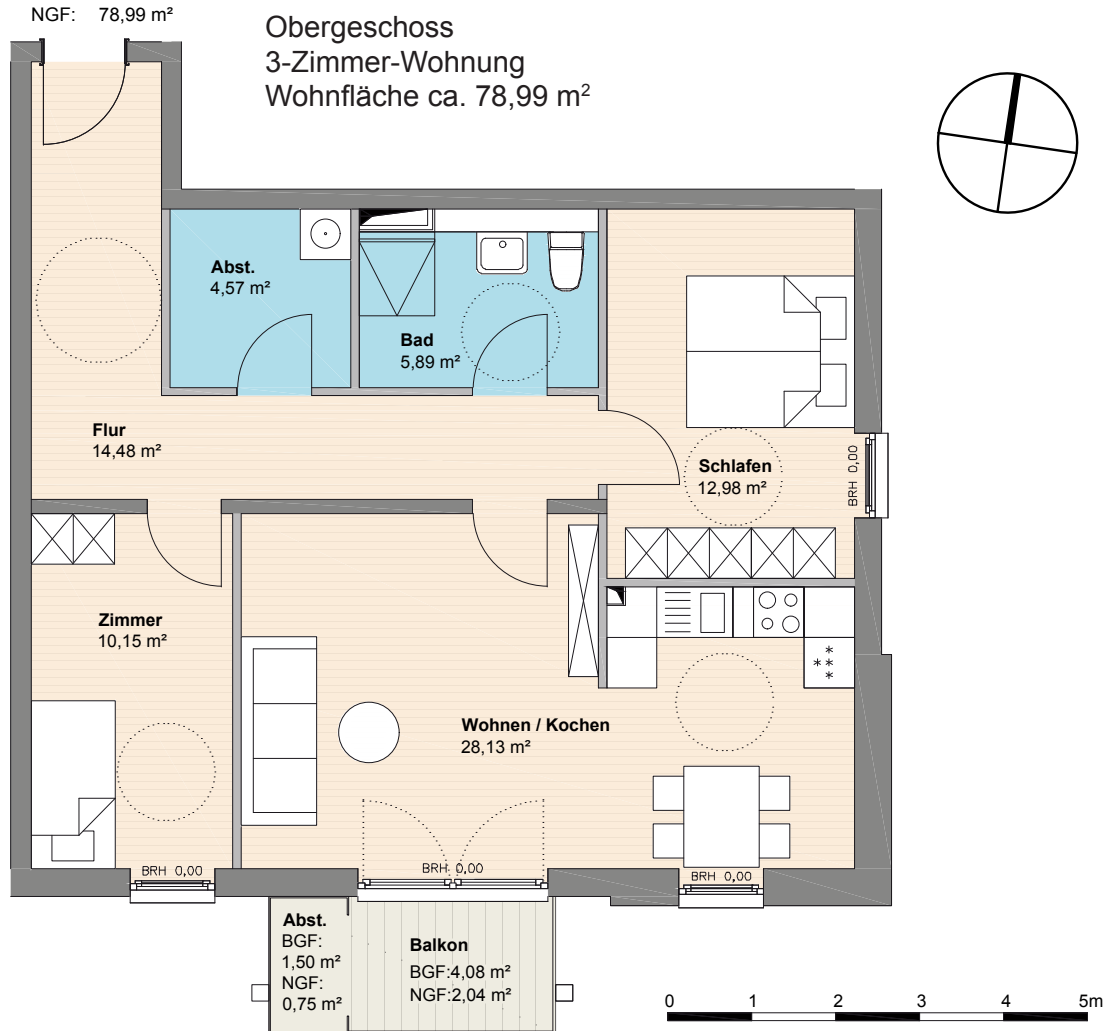 NGF: 78,99 m²
Obergeschoss
3-Zimmer-Wohnung
Wohnfläche ca. 78,99 m²
Abst.
4,57 m²
Bad
5,89 m²
Flur
14,48 m²
Schlafen
12,98 m²
BRH 0,00
Zimmer
10,15 m²
Wohnen / Kochen
28,13 m²
BRH 0,00
BRH 0,00
BRH 0,00
Abst.
BGF:
1,50 m²
NGF:
0,75 m²
Balkon
BGF:4,08 m²
NGF:2,04 m²
0 1 2 3 4 5m